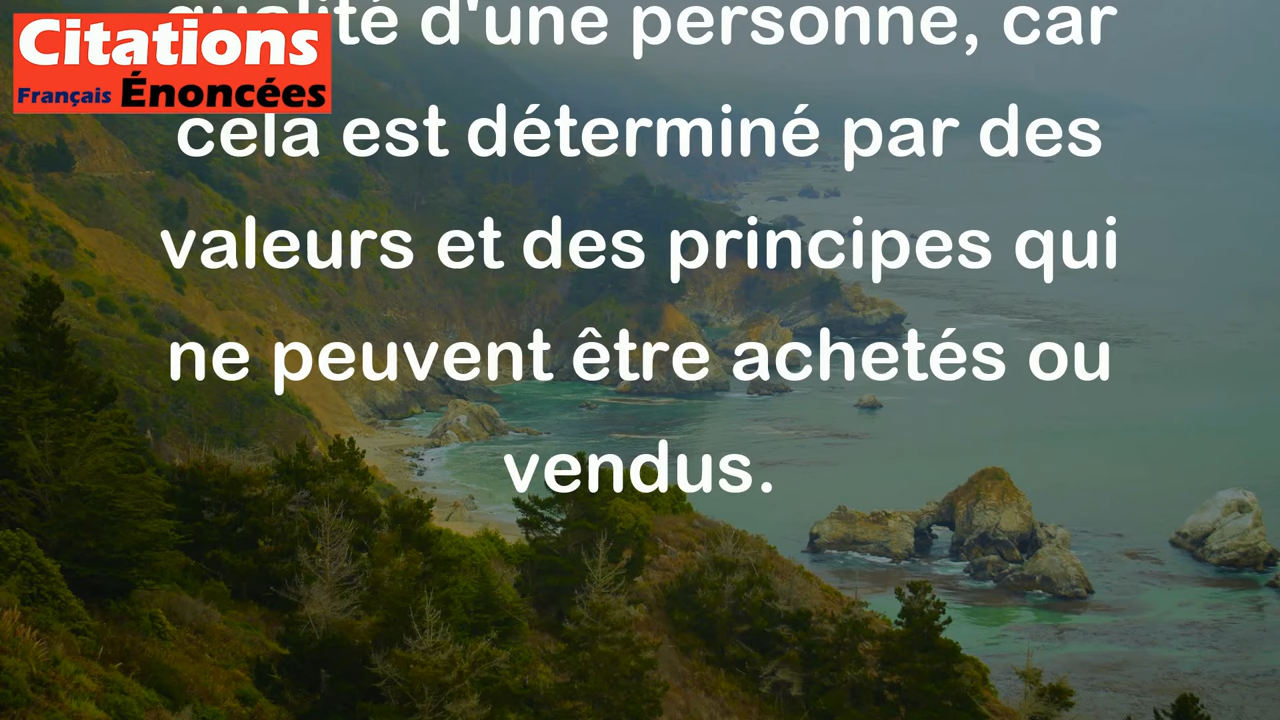 Citations
Français Énoncées
qualité d'une personne, car
cela est déterminé par des
valeurs et des principes qui
ne peuvent être achetés ou
vendus.